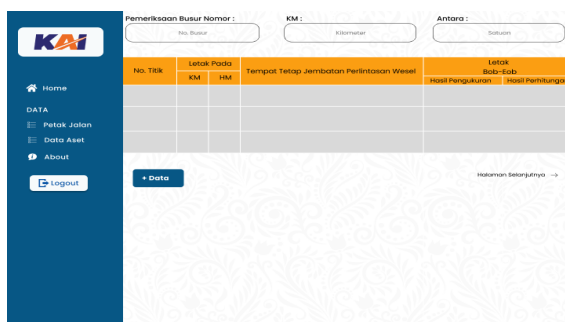 KAI
Pemeriksaan Busur Nomor :
KM :
Antara :
No. Busur
Kilometer
Satuan
No. Titik
Letak Pada
KM
HM
Tempat Tetap Jembatan Perlintasan Wesel
Letak
Bob-Eob
Hasil Pengukuran
Hasil Perhitunga
Home
DATA
Petak Jalan
Data Aset
About
Logout
+ Data
Halaman Selanjutnya →